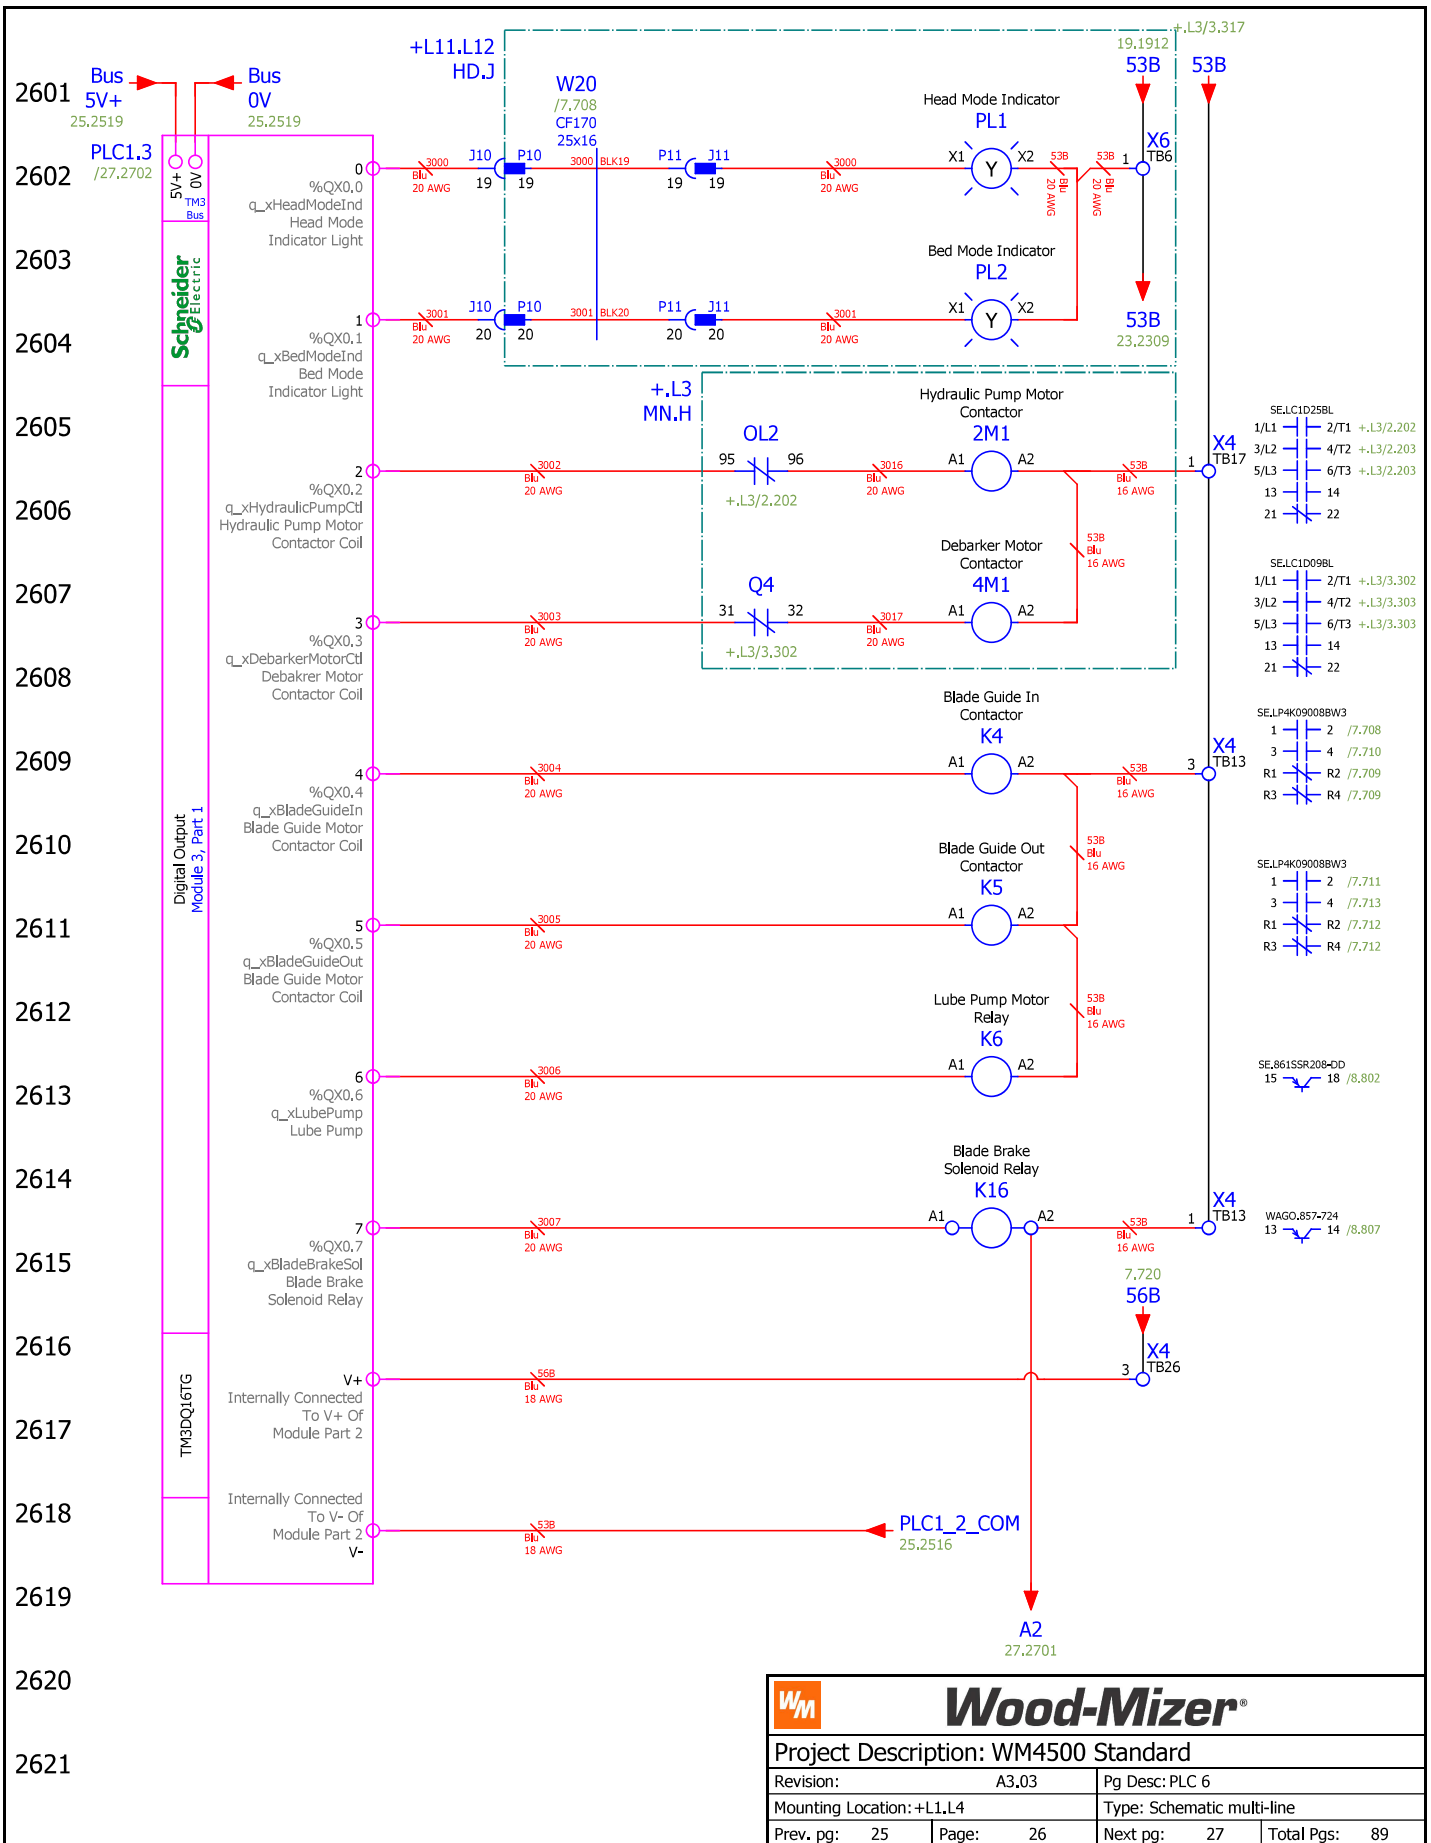 +L11.L12
HD.J
+.L3/3.317
19.1912
53B
53B
2601
Bus
5V+
25.2519
Bus
0V
25.2519
W20
/7.708
CF170
25x16
Head Mode Indicator
PL1
PLC1.3
/27.2702
5V+
0V
TM3
Bus
2602
0
%QX0.0
q_xHeadModeInd
Head Mode
Indicator Light
3000
Blu
20 AWG
J10
P10
19
19
3000
BLK19
P11
J11
19
19
3000
Blu
20 AWG
X1
Y
X2
53B
Blu
20 AWG
53B
Blu
20 AWG
1
X6
TB6
2603
Schneider
Electric
Bed Mode Indicator
PL2
53B
23.2309
2604
1
%QX0.1
q_xBedModeInd
Bed Mode
Indicator Light
3001
Blu
20 AWG
J10
P10
20
20
3001
BLK20
P11
J11
20
20
3001
Blu
20 AWG
X1
Y
X2
+.L3
MN.H
2605
Hydraulic Pump Motor
Contactor
2M1
OL2
95
96
+.L3/2.202
2
%QX0.2
q_xHydraulicPumpCtl
Hydraulic Pump Motor
Contactor Coil
3002
Blu
20 AWG
3016
Blu
20 AWG
A1
A2
53B
Blu
16 AWG
1
X4
TB17
SE.LC1D25BL
1/L1
2/T1
+.L3/2.202
3/L2
4/T2
+.L3/2.203
5/L3
6/T3
+.L3/2.203
13
14
21
22
2606
53B
Blu
16 AWG
2607
Debarker Motor
Contactor
4M1
Q4
31
32
+.L3/3.302
3
%QX0.3
q_xDebarkerMotorCtl
Debakrer Motor
Contactor Coil
3003
Blu
20 AWG
3017
Blu
20 AWG
A1
A2
SE.LC1D09BL
1/L1
2/T1
+.L3/3.302
3/L2
4/T2
+.L3/3.303
5/L3
6/T3
+.L3/3.303
13
14
21
22
2608
2609
Blade Guide In
Contactor
K4
4
%QX0.4
q_xBladeGuideIn
Blade Guide Motor
Contactor Coil
3004
Blu
20 AWG
A1
A2
53B
Blu
16 AWG
3
X4
TB13
SE.LP4K09008BW3
1
2
/7.708
3
4
/7.710
R1
R2
/7.709
R3
R4
/7.709
Digital Output
Module 3, Part 1
2610
53B
Blu
16 AWG
Blade Guide Out
Contactor
K5
2611
5
%QX0.5
q_xBladeGuideOut
Blade Guide Motor
Contactor Coil
3005
Blu
20 AWG
A1
A2
SE.LP4K09008BW3
1
2
/7.711
3
4
/7.713
R1
R2
/7.712
R3
R4
/7.712
2612
53B
Blu
16 AWG
Lube Pump Motor
Relay
K6
2613
6
%QX0.6
q_xLubePump
Lube Pump
3006
Blu
20 AWG
A1
A2
SE.861SSR208-DD
15
18
/8.802
2614
Blade Brake
Solenoid Relay
K16
7
%QX0.7
q_xBladeBrakeSol
Blade Brake
Solenoid Relay
3007
Blu
20 AWG
A1
A2
53B
Blu
16 AWG
1
X4
TB13
WAGO.857-724
13
14
/8.807
2615
7.720
56B
2616
V+
Internally Connected
To V+ Of
Module Part 2
56B
Blu
18 AWG
3
X4
TB26
TM3DQ16TG
2617
2618
Internally Connected
To V- Of
Module Part 2
V-
53B
Blu
18 AWG
PLC1_2_COM
25.2516
2619
A2
27.2701
2620
2621
WM
Wood-Mizer®
Project Description: WM4500 Standard
Revision: A3.03
Pg Desc: PLC 6
Mounting Location: +L1.L4
Type: Schematic multi-line
Prev. pg: 25
Page: 26
Next pg: 27
Total Pgs: 89